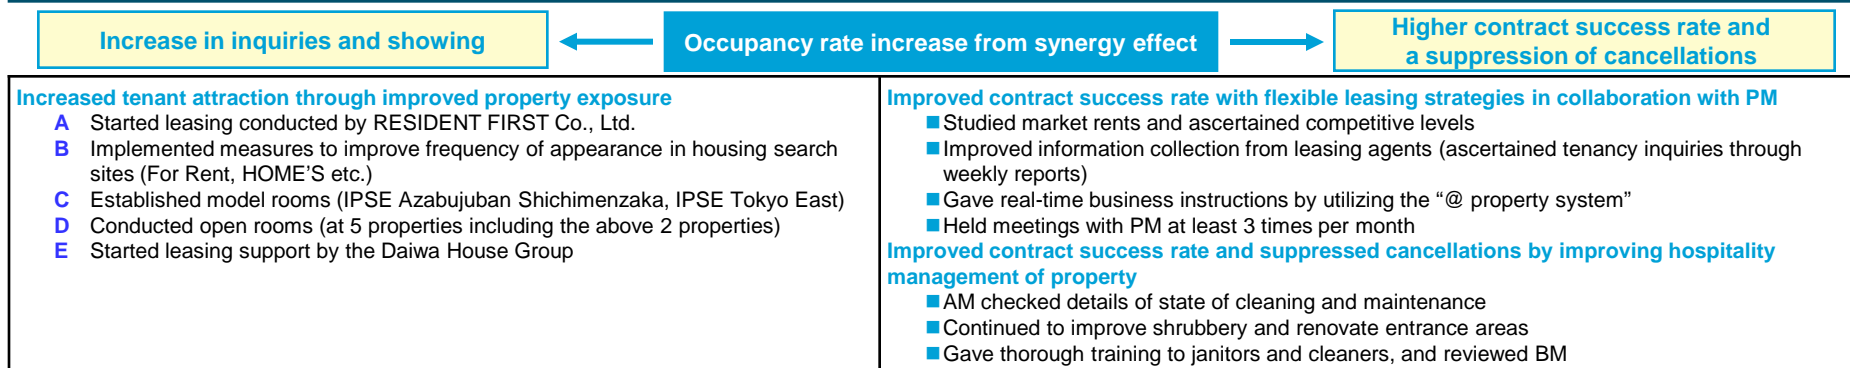 Increase in inquiries and showing
Occupancy rate increase from synergy effect
Higher contract success rate and
a suppression of cancellations
Increased tenant attraction through improved property exposure
A Started leasing conducted by RESIDENT FIRST Co., Ltd.
B Implemented measures to improve frequency of appearance in housing search
sites (For Rent, HOME'S etc.)
C Established model rooms (IPSE Azabujuban Shichimenzaka, IPSE Tokyo East)
D Conducted open rooms (at 5 properties including the above 2 properties)
E Started leasing support by the Daiwa House Group
Improved contract success rate with flexible leasing strategies in collaboration with PM
■Studied market rents and ascertained competitive levels
■Improved information collection from leasing agents (ascertained tenancy inquiries through
weekly reports)
■Gave real-time business instructions by utilizing the “@ property system”
■Held meetings with PM at least 3 times per month
Improved contract success rate and suppressed cancellations by improving hospitality
management of property
■AM checked details of state of cleaning and maintenance
■Continued to improve shrubbery and renovate entrance areas
■Gave thorough training to janitors and cleaners, and reviewed BM